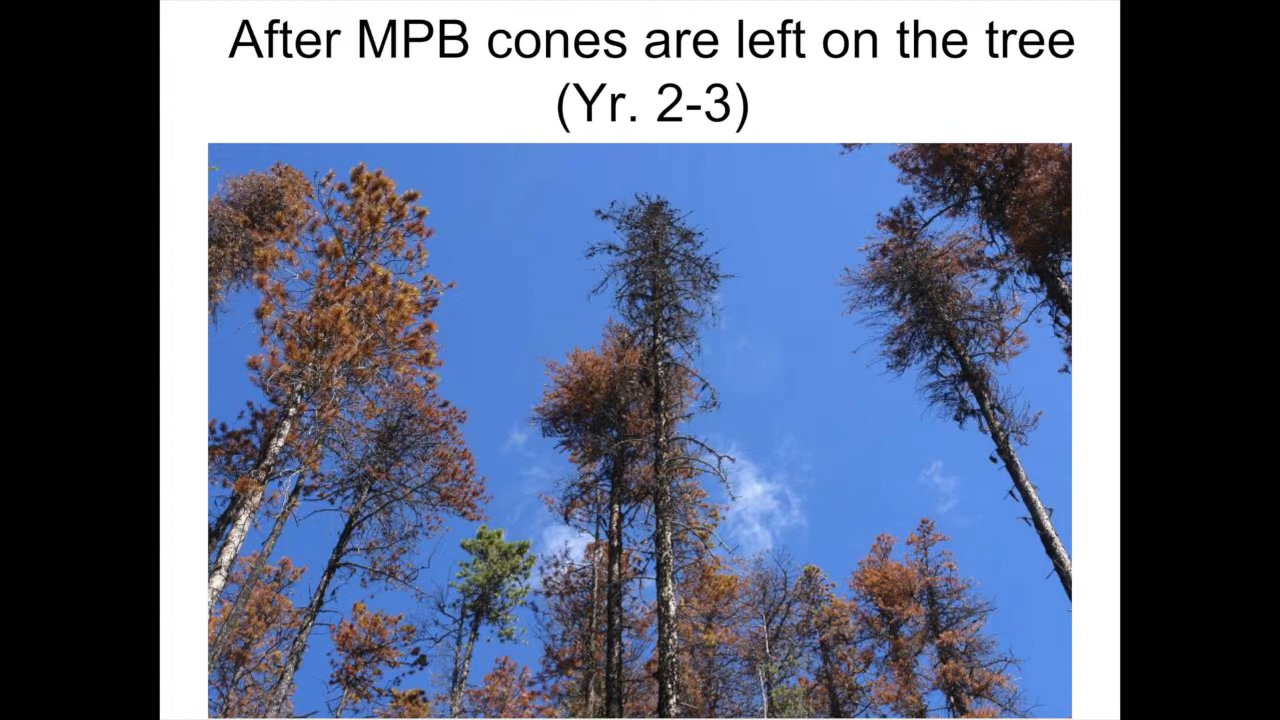 After MPB cones are left on the tree
(Yr. 2-3)